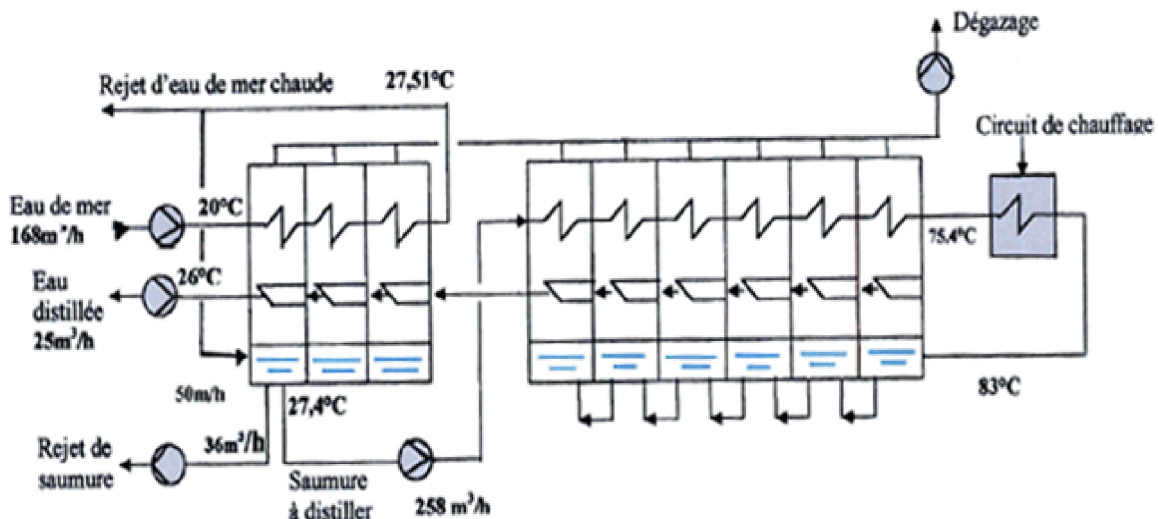 Dégazage
Rejet d'eau de mer chaude
27,51°C
Circuit de chauffage
Eau de mer
168m³/h
20°C
75.4°C
26°C
Eau
distillée
25m³/h
50m/h
27,4°C
83°C
Rejet de
saumure
36m³/h
Saumure
à distiller
258 m³/h